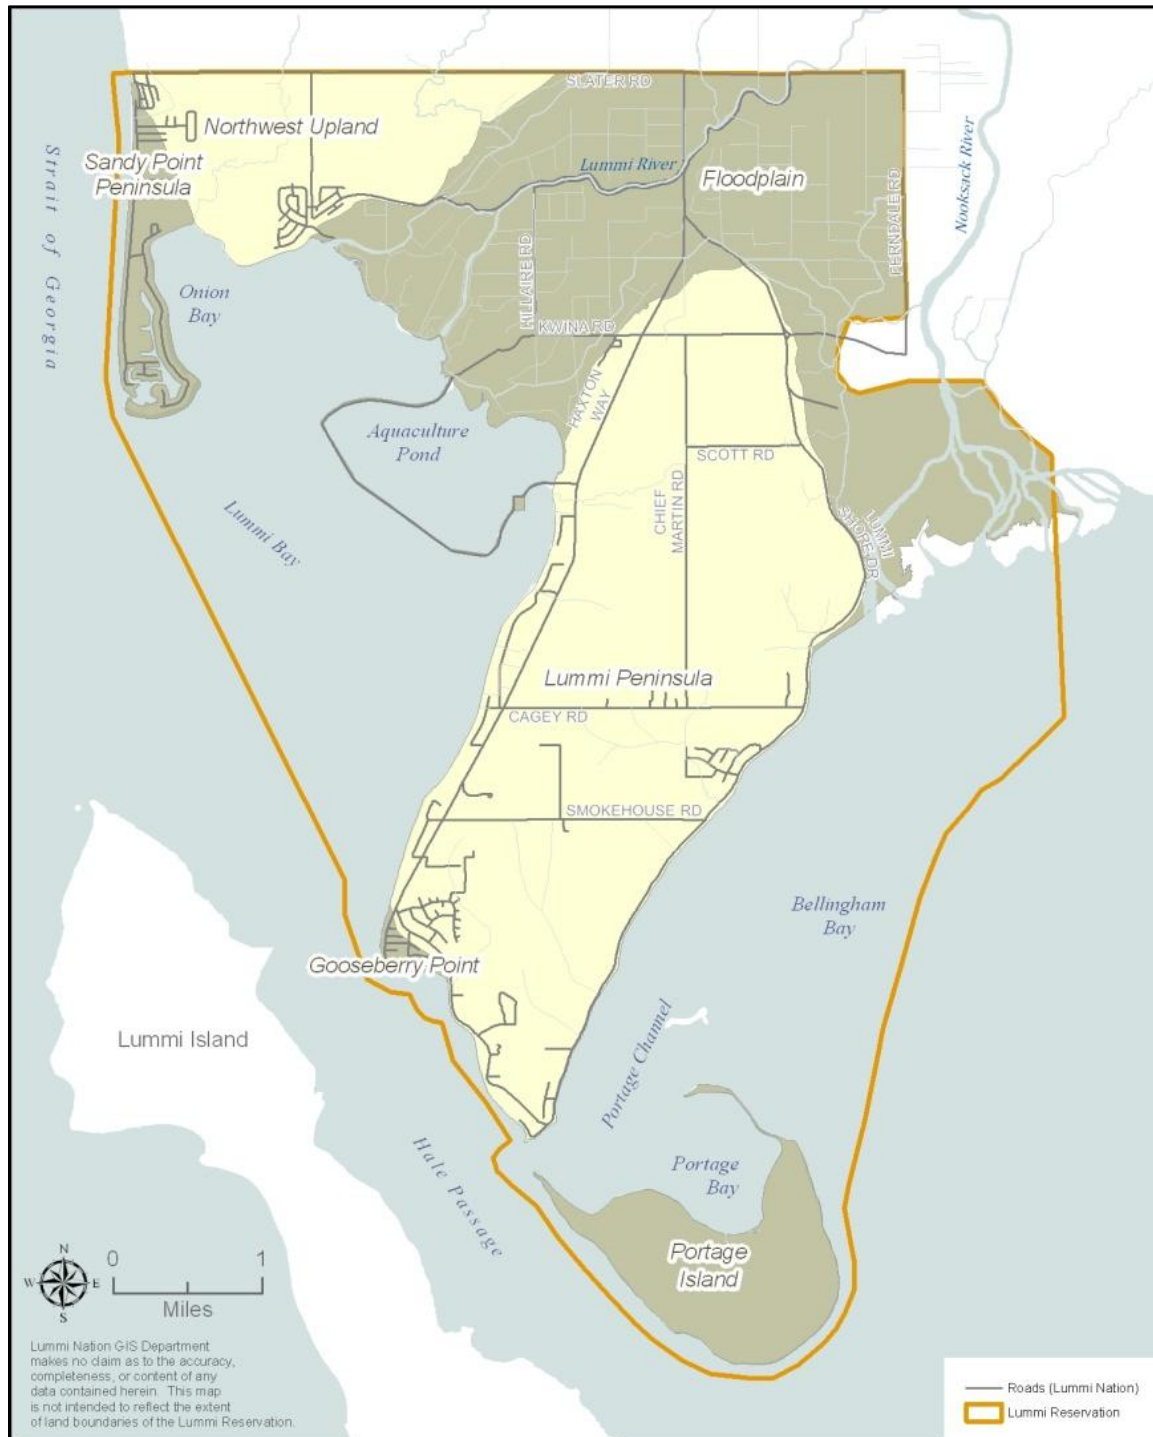 SLATER RD
Northwest Upland
Sandy Point
Peninsula
Lummi River
Floodplain
Nooksack River
FERNDALE RD
Strait of Georgia
Onion
Bay
HILLAIRE RD
KWINA RD
HAXTON
WAY
Aquaculture
Pond
SCOTT RD
CHIEF
MARTIN RD
Lummi Bay
LUMMI
SHORE DR
Lummi Peninsula
CAGEY RD
SMOKEHOUSE RD
Bellingham
Bay
Gooseberry Point
Lummi Island
Portage Channel
Hale Passage
Portage
Bay
Portage
Island
N
W
E
S
0
1
Miles
Lummi Nation GIS Department
makes no claim as to the accuracy,
completeness, or content of any
data contained herein. This map
is not intended to reflect the extent
of land boundaries of the Lummi Reservation.
Roads (Lummi Nation)
Lummi Reservation